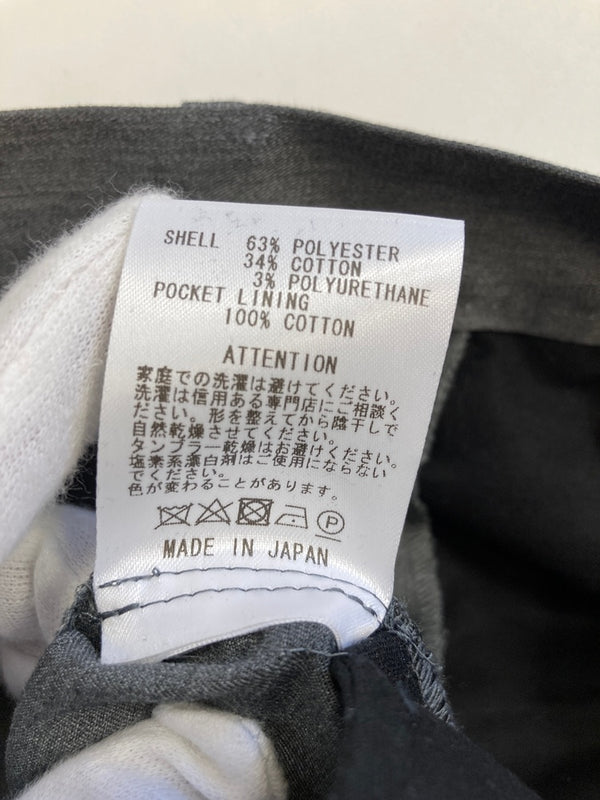 SHELL 63% POLYESTER
34% COTTON
3% POLYURETHANE
POCKET LINING
100% COTTON
ATTENTION
家庭での洗濯は避けてください。
洗濯は信用ある専門店にご相談く
ださい。形を整えてから陰干しで
自然乾燥させてください。
タンブラー乾燥はお避けください。
塩素系漂白剤はご使用にならない
でください。
色が変わることがあります。
P
MADE IN JAPAN